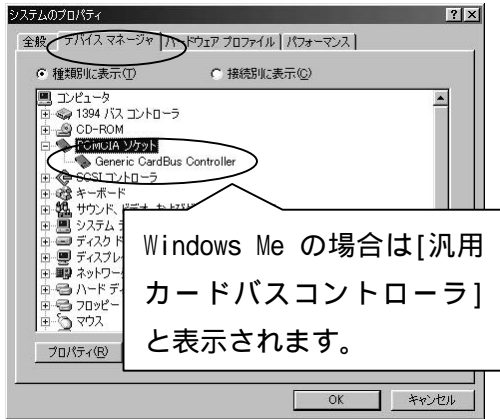 システムのプロパティ
全般 デバイス マネージャ ハードウェア プロファイル パフォーマンス
種類別に表示(T) 接続別に表示(C)
コンピュータ
1394 バス コントローラ
CD-ROM
PCMCIA ソケット
Generic CardBus Controller
SCSI コントローラ
キーボード
サウンド、ビデオ、および
システム デ
ディスク ド
ディスプレ
ネットワー
ハード デ
フロッピー
マウス
Windows Me の場合は[汎用
カードバスコントローラ]
と表示されます。
プロパティ(R)
OK キャンセル